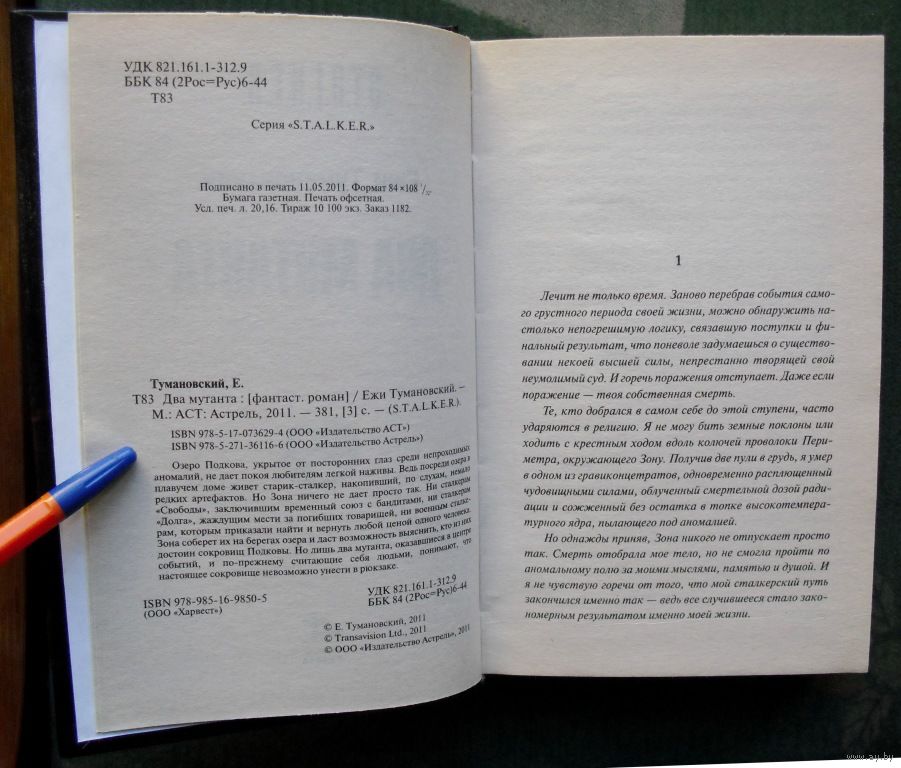 УДК 821.161.1-312.9
ББК 84 (2Рос=Рус)6-44
Т83
Серия «S.T.A.L.K.E.R.»
Подписано в печать 11.05.2011. Формат 84×108 1/32.
Бумага газетная. Печать офсетная.
Усл. печ. л. 20,16. Тираж 10 100 экз. Заказ 1182.
Тумановский, Е.
Т83 Два мутанта : [фантаст. роман] / Ежи Тумановский. –
М.: АСТ: Астрель, 2011. — 381, [3] с. — (S.T.A.L.K.E.R.).
ISBN 978-5-17-073629-4 (ООО «Издательство АСТ»)
ISBN 978-5-271-36116-6 (ООО «Издательство Астрель»)
Озеро Подкова, укрытое от посторонних глаз среди непроходимых
аномалий, не дает покоя любителям легкой наживы. Ведь посреди озера в
плавучем доме живет старик-сталкер, накопивший, по слухам, немало
редких артефактов. Но Зона ничего не дает просто так. Ни сталкерам
«Свободы», заключившим временный союз с бандитами, ни сталкерам
«Долга», жаждущим мести за погибших товарищей, ни военным сталке-
рам, которым приказали найти и вернуть любой ценой одного человека.
Зона соберет их на берегах озера и даст возможность выяснить, кто из них
достоин сокровищ Подковы. Но лишь два мутанта, оказавшиеся в центре
событий, и по-прежнему считающие себя людьми, понимают, что
настоящее сокровище невозможно унести в рюкзаке.
УДК 821.161.1-312.9
ББК 84 (2Рос=Рус)6-44
ISBN 978-985-16-9850-5
(ООО «Харвест»)
© Е. Тумановский, 2011
© Transavision Ltd., 2011
© ООО «Издательство Астрель», 2011
1
Лечит не только время. Заново перебрав события само-
го грустного периода своей жизни, можно обнаружить на-
столько непогрешимую логику, связавшую поступки и фи-
нальный результат, что поневоле задумаешься о существо-
вании некоей высшей силы, непрестанно творящей свой
неумолимый суд. И горечь поражения отступает. Даже если
поражение — твоя собственная смерть.
Те, кто добрался в самом себе до этой ступени, часто
ударяются в религию. Я не могу бить земные поклоны или
ходить с крестным ходом вдоль колючей проволоки Пери-
метра, окружающего Зону. Получив две пули в грудь, я умер
в одном из гравиконцетратов, одновременно расплющенный
чудовищными силами, облученный смертельной дозой ради-
ации и сожженный без остатка в топке высокотемпера-
турного ядра, пылающего под аномалией.
Но однажды приняв, Зона никого не отпускает просто
так. Смерть отобрала мое тело, но не смогла пройти по
аномальному полю за моими мыслями, памятью и душой. И
я не чувствую горечи от того, что мой сталкерский путь
закончился именно так — ведь все случившееся стало зако-
номерным результатом именно моей жизни.
www.ay.by